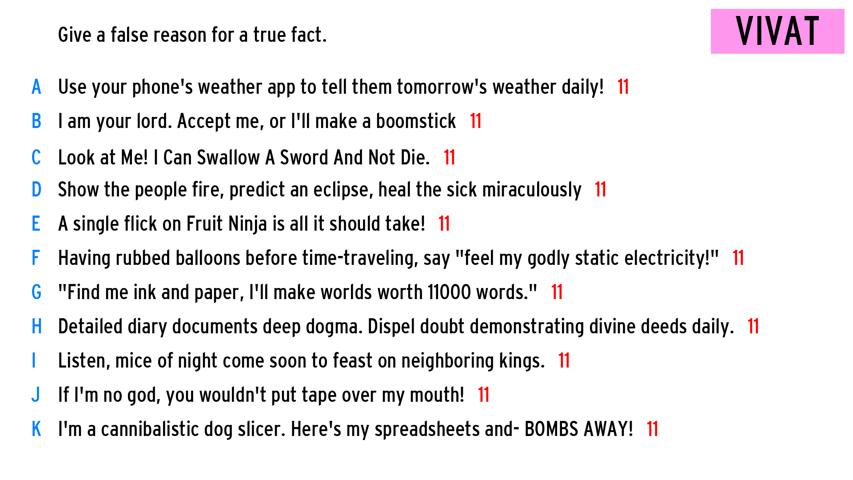 Give a false reason for a true fact.
VIVAT
A Use your phone's weather app to tell them tomorrow's weather daily! 11
B I am your lord. Accept me, or I'll make a boomstick 11
C Look at Me! I Can Swallow A Sword And Not Die. 11
D Show the people fire, predict an eclipse, heal the sick miraculously 11
E A single flick on Fruit Ninja is all it should take! 11
F Having rubbed balloons before time-traveling, say "feel my godly static electricity!" 11
G "Find me ink and paper, I'll make worlds worth 11000 words." 11
H Detailed diary documents deep dogma. Dispel doubt demonstrating divine deeds daily. 11
I Listen, mice of night come soon to feast on neighboring kings. 11
J If I'm no god, you wouldn't put tape over my mouth! 11
K I'm a cannibalistic dog slicer. Here's my spreadsheets and- BOMBS AWAY! 11